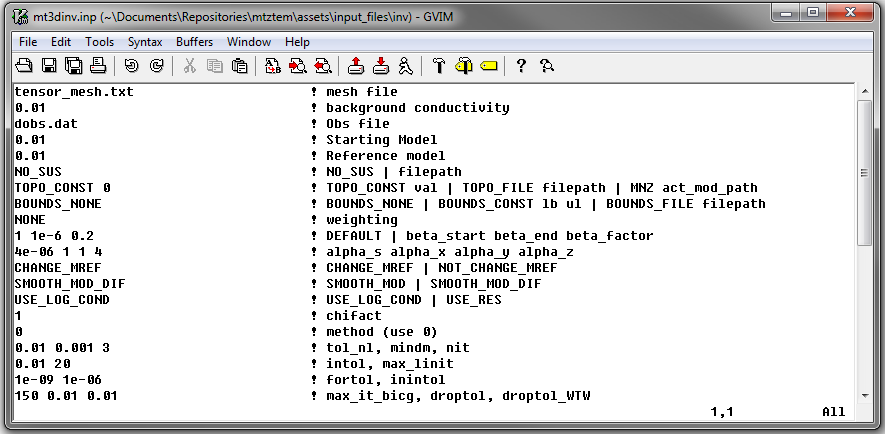 mt3dinv.inp (~\Documents\Repositories\mtztem\assets\input_files\inv) - GVIM
File Edit Tools Syntax Buffers Window Help
tensor_mesh.txt ! mesh file
0.01 ! background conductivity
dobs.dat ! Obs file
0.01 ! Starting Model
0.01 ! Reference model
NO_SUS ! NO_SUS | filepath
TOPO_CONST 0 ! TOPO_CONST val | TOPO_FILE filepath | MNZ act_mod_path
BOUNDS_NONE ! BOUNDS_NONE | BOUNDS_CONST lb ul | BOUNDS_FILE filepath
NONE ! weighting
1 1e-6 0.2 ! DEFAULT | beta_start beta_end beta_factor
4e-06 1 1 4 ! alpha_s alpha_x alpha_y alpha_z
CHANGE_MREF ! CHANGE_MREF | NOT_CHANGE_MREF
SMOOTH_MOD_DIF ! SMOOTH_MOD | SMOOTH_MOD_DIF
USE_LOG_COND ! USE_LOG_COND | USE_RES
1 ! chifact
0 ! method (use 0)
0.01 0.001 3 ! tol_nl, mindm, nit
0.01 20 ! intol, max_linit
1e-09 1e-06 ! fortol, inintol
150 0.01 0.01 ! max_it_bicg, droptol, droptol_WTW
1,1 All